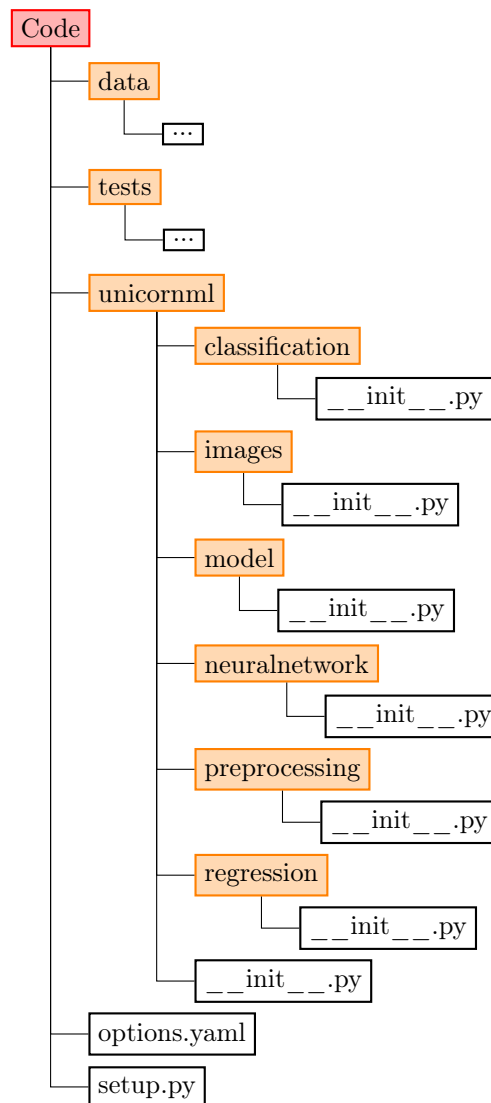 Code
data
...
tests
...
unicornml
classification
__init__.py
images
__init__.py
model
__init__.py
neuralnetwork
__init__.py
preprocessing
__init__.py
regression
__init__.py
__init__.py
options.yaml
setup.py